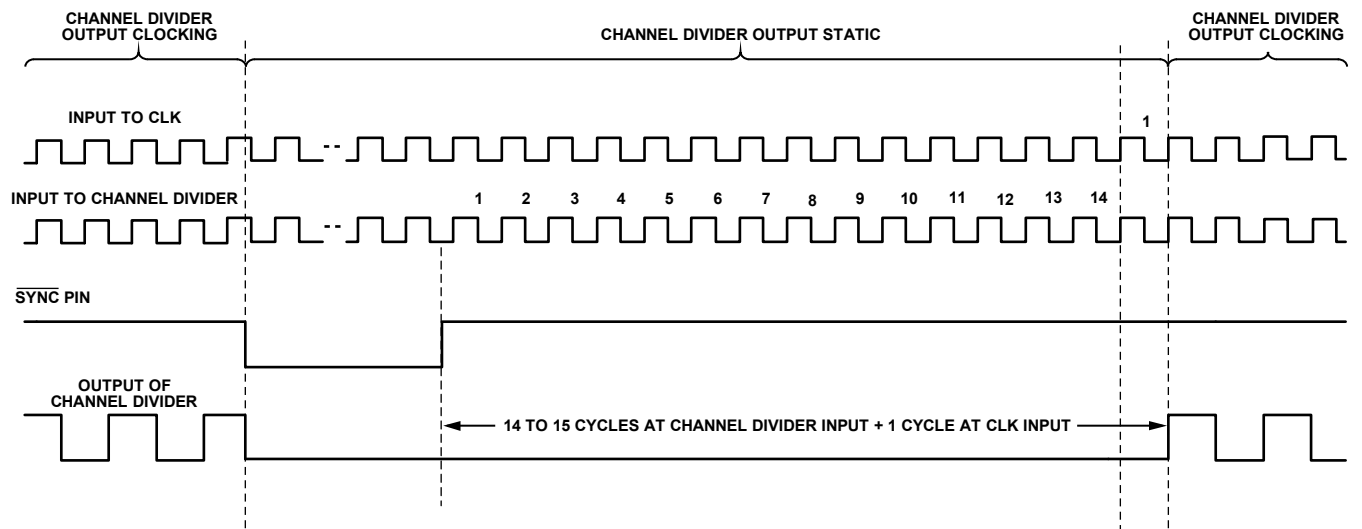 CHANNEL DIVIDER
OUTPUT CLOCKING
CHANNEL DIVIDER OUTPUT STATIC
CHANNEL DIVIDER
OUTPUT CLOCKING
INPUT TO CLK
1
INPUT TO CHANNEL DIVIDER
1 2 3 4 5 6 7 8 9 10 11 12 13 14
SYNC PIN
OUTPUT OF
CHANNEL DIVIDER
14 TO 15 CYCLES AT CHANNEL DIVIDER INPUT + 1 CYCLE AT CLK INPUT